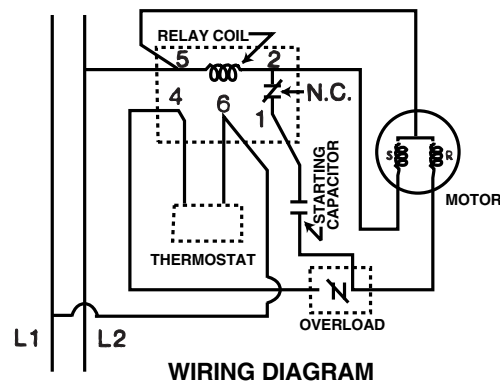 RELAY COIL
5
2
4
6
1
N.C.
S
R
MOTOR
STARTING
CAPACITOR
THERMOSTAT
OVERLOAD
L1
L2
WIRING DIAGRAM